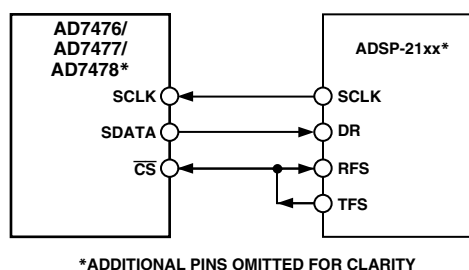 AD7476/
AD7477/
AD7478*
ADSP-21xx*
SCLK
SCLK
SDATA
DR
CS
RFS
TFS
*ADDITIONAL PINS OMITTED FOR CLARITY